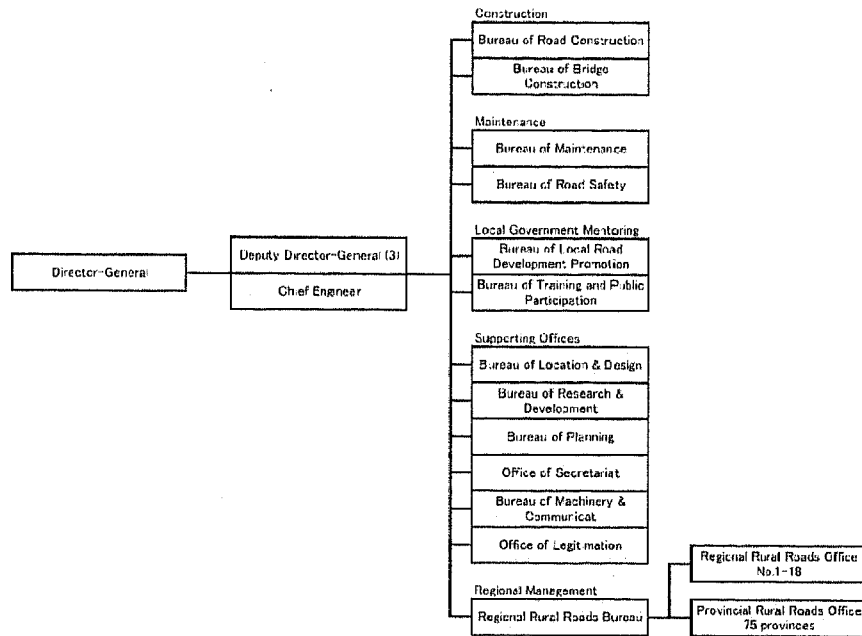 Construction
Bureau of Road Construction
Bureau of Bridge
Construction
Maintenance
Bureau of Maintenance
Bureau of Road Safety
Local Government Mentoring
Bureau of Local Road
Development Promotion
Bureau of Training and Public
Participation
Director-General
Deputy Director-General (3)
Chief Engineer
Supporting Offices
Bureau of Location & Design
Bureau of Research &
Development
Bureau of Planning
Office of Secretariat
Bureau of Machinery &
Communicat
Office of Legitimation
Regional Management
Regional Rural Roads Bureau
Regional Rural Roads Office
No.1-18
Provincial Rural Roads Office
75 provinces